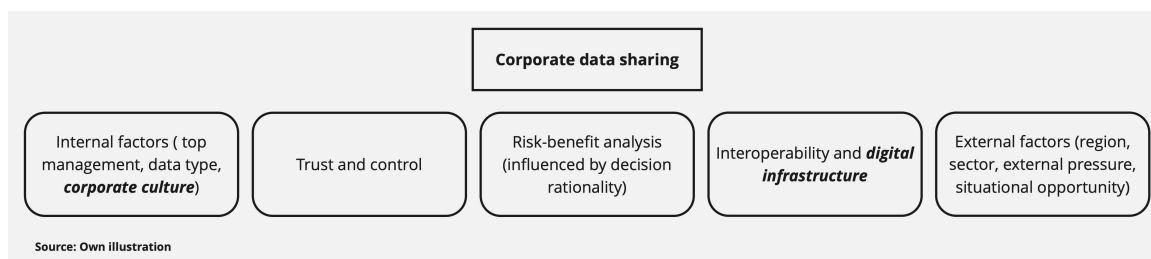 Corporate data sharing
Internal factors ( top
management, data type,
corporate culture)
Trust and control
Risk-benefit analysis
(influenced by decision
rationality)
Interoperability and digital
infrastructure
External factors (region,
sector, external pressure,
situational opportunity)
Source: Own illustration